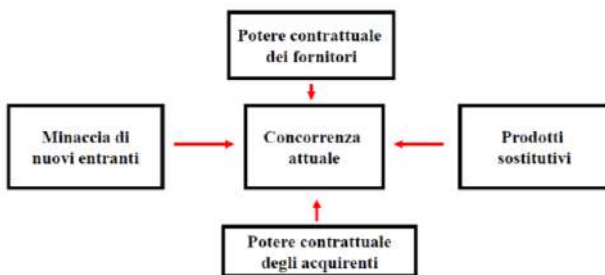 Potere contrattuale
dei fornitori
Minaccia di
nuovi entranti
Concorrenza
attuale
Prodotti
sostitutivi
Potere contrattuale
degli acquirenti